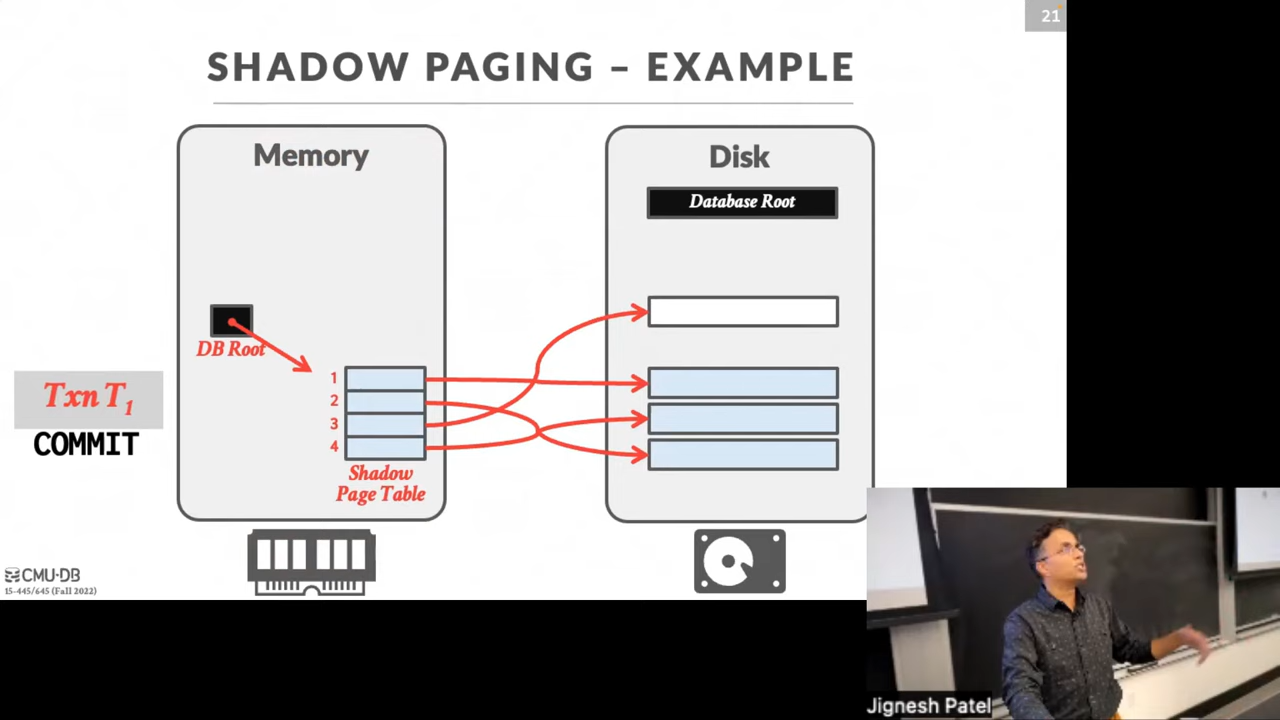 21
SHADOW PAGING – EXAMPLE
Memory
Disk
Database Root
DB Root
1
2
3
4
Txn T1
COMMIT
Shadow
Page Table
CMU·DB
15-445/645 (Fall 2022)
Jignesh Patel